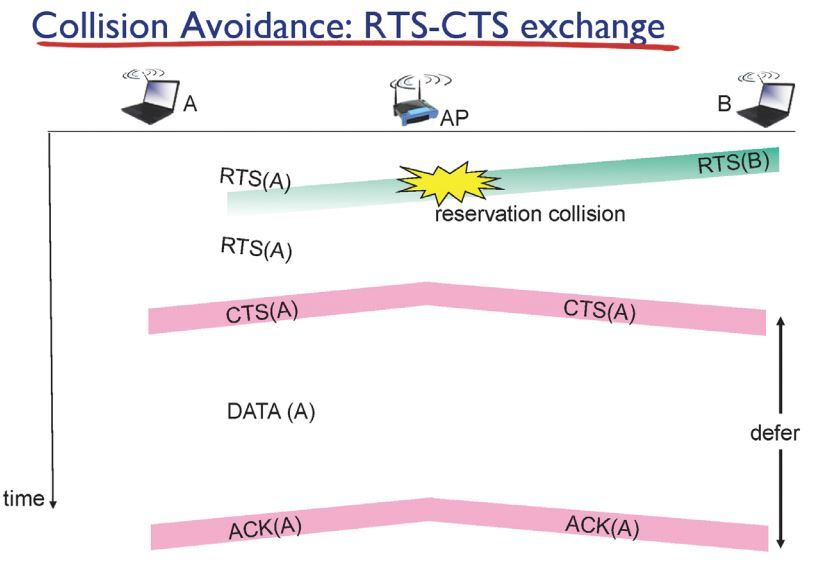 Collision Avoidance: RTS-CTS exchange
A
AP
B
RTS(A)
RTS(B)
reservation collision
RTS(A)
CTS(A)
CTS(A)
DATA (A)
defer
time
ACK(A)
ACK(A)